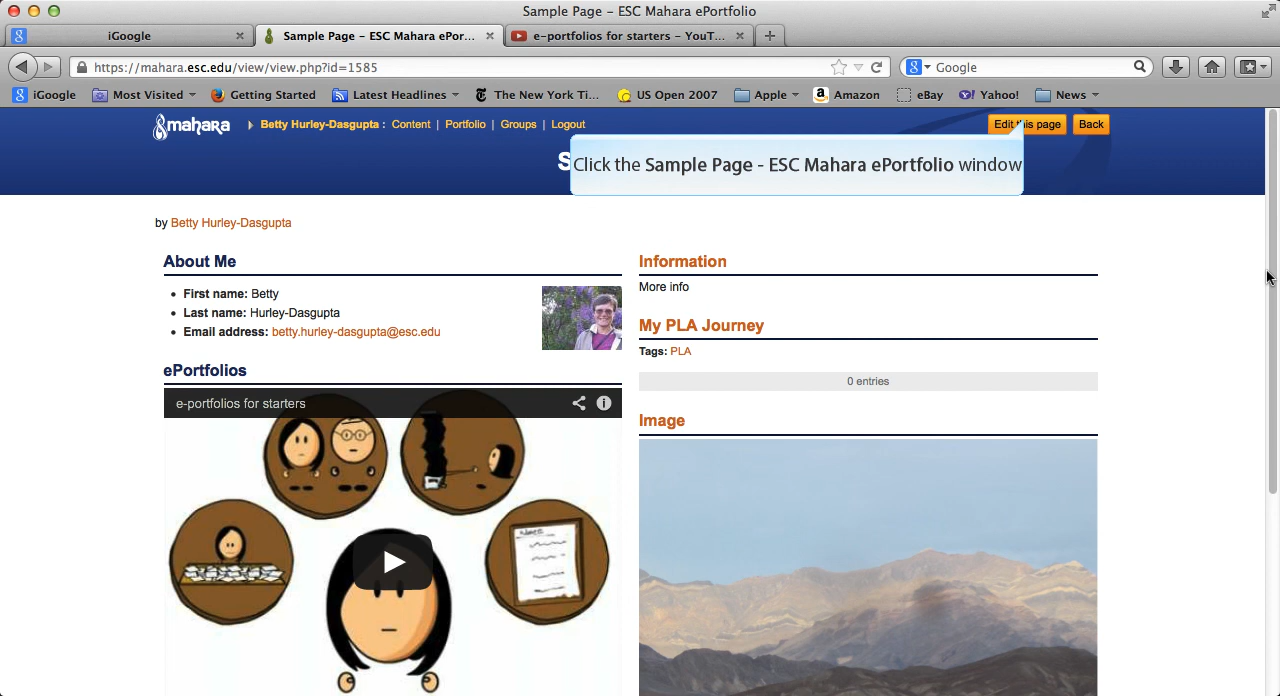 Sample Page – ESC Mahara ePortfolio
iGoogle
Sample Page – ESC Mahara ePor...
e-portfolios for starters – YouT...
https://mahara.esc.edu/view/view.php?id=1585
Google
iGoogle
Most Visited
Getting Started
Latest Headlines
The New York Ti...
US Open 2007
Apple
Amazon
eBay
Yahoo!
News
mahara
Betty Hurley-Dasgupta : Content | Portfolio | Groups | Logout
Edit this page
Back
Click the Sample Page - ESC Mahara ePortfolio window
by Betty Hurley-Dasgupta
About Me
First name: Betty
Last name: Hurley-Dasgupta
Email address: betty.hurley-dasgupta@esc.edu
ePortfolios
e-portfolios for starters
Information
More info
My PLA Journey
Tags: PLA
0 entries
Image